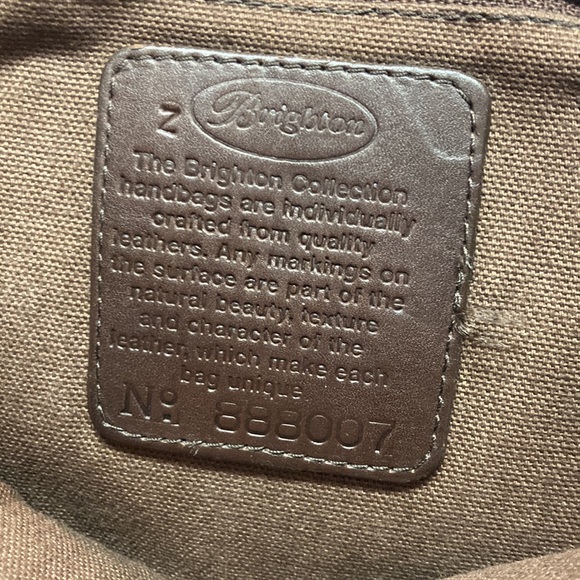 Z Brighton
The Brighton Collection
handbags are individually
crafted from quality
leathers. Any markings on
the surface are part of the
natural beauty, texture
and character of the
leather, which make each
bag unique
No: 888007